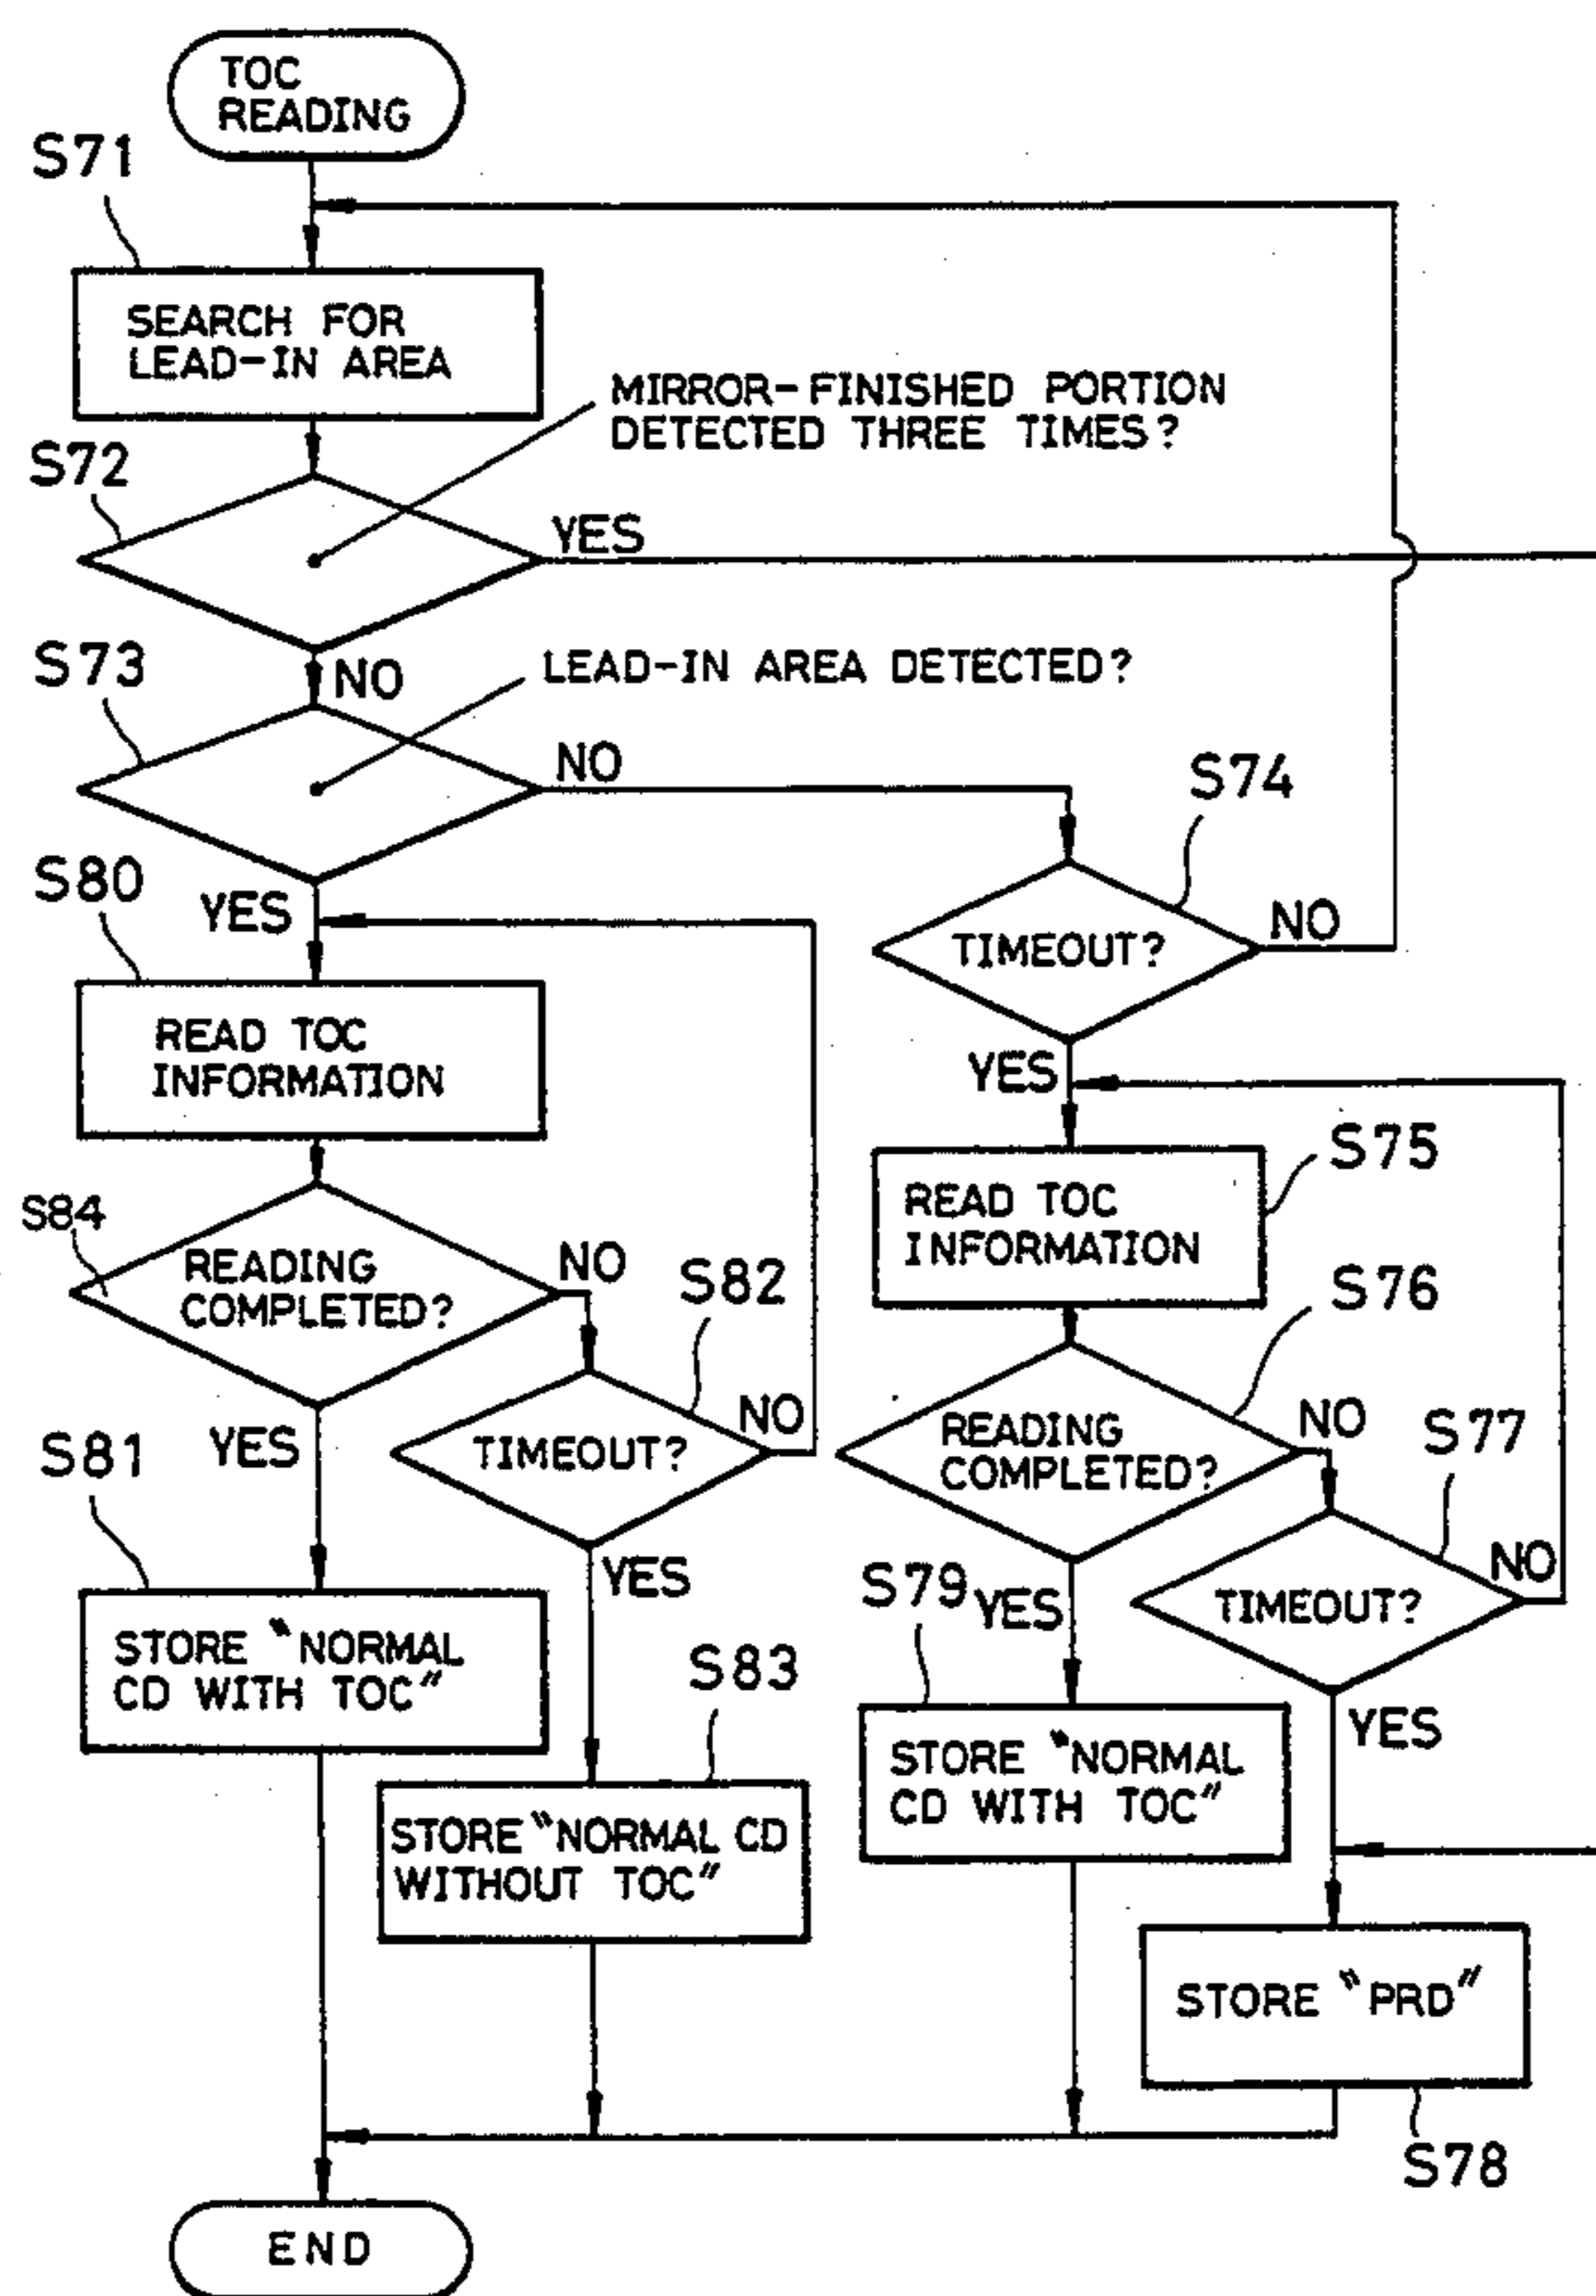 TOC
READING
S71
SEARCH FOR
LEAD-IN AREA
MIRROR-FINISHED PORTION
DETECTED THREE TIMES?
S72
YES
NO
S73
LEAD-IN AREA DETECTED?
NO
S74
TIMEOUT?
NO
YES
S80
YES
READ TOC
INFORMATION
S75
READ TOC
INFORMATION
S84
READING
COMPLETED?
NO
S82
TIMEOUT?
NO
YES
S76
READING
COMPLETED?
NO
S77
TIMEOUT?
NO
YES
S81
YES
STORE "NORMAL
CD WITH TOC"
S83
STORE "NORMAL CD
WITHOUT TOC"
S79
YES
STORE "NORMAL
CD WITH TOC"
STORE "PRD"
S78
END